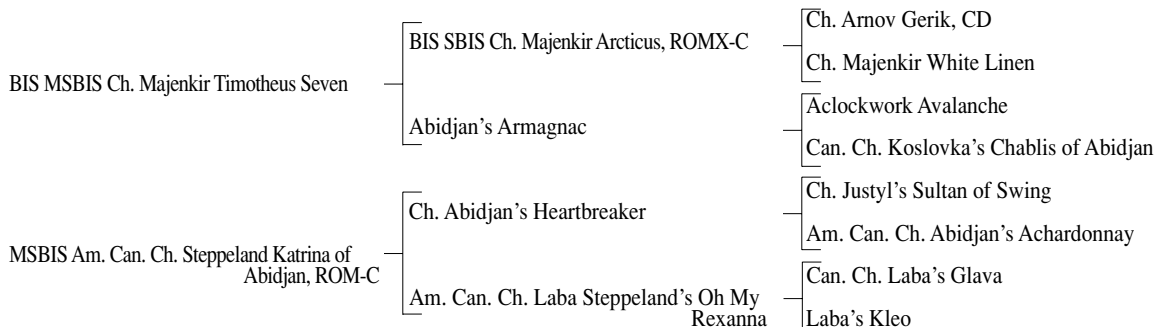 Ch. Arnov Gerik, CD
BIS SBIS Ch. Majenkir Arcticus, ROMX-C
Ch. Majenkir White Linen
BIS MSBIS Ch. Majenkir Timotheus Seven
Aclockwork Avalanche
Abidjan’s Armagnac
Can. Ch. Koslovka’s Chablis of Abidjan
Ch. Justyl’s Sultan of Swing
Ch. Abidjan’s Heartbreaker
Am. Can. Ch. Abidjan’s Achardonnay
MSBIS Am. Can. Ch. Steppeland Katrina of
Abidjan, ROM-C
Can. Ch. Laba’s Glava
Am. Can. Ch. Laba Steppeland’s Oh My
Rexanna
Laba’s Kleo